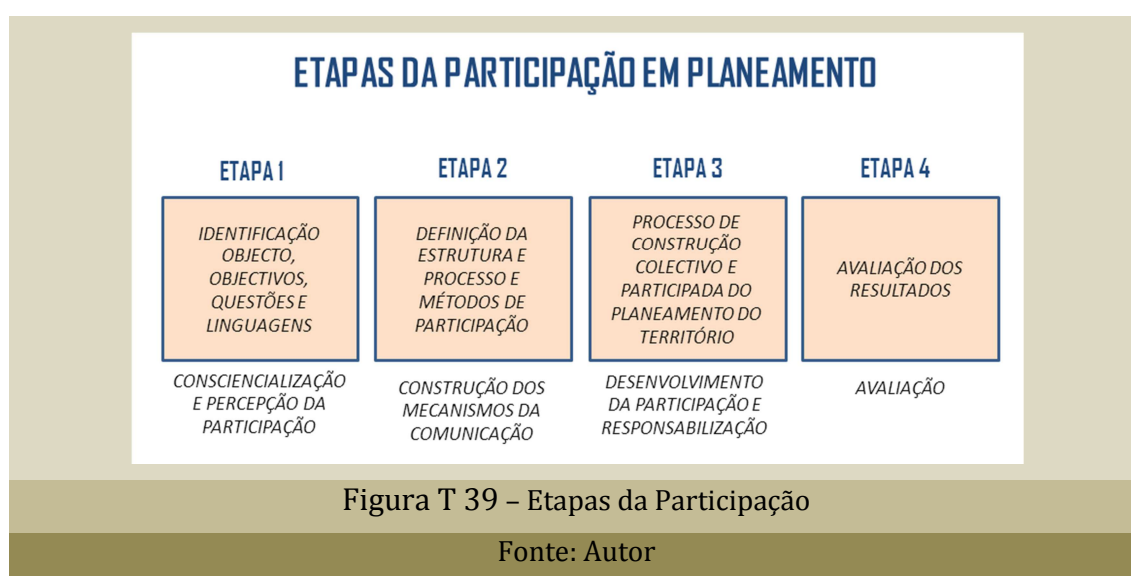 ETAPAS DA PARTICIPAÇÃO EM PLANEAMENTO
ETAPA 1
IDENTIFICAÇÃO
OBJECTO,
OBJECTIVOS,
QUESTÕES E
LINGUAGENS
CONSCIENCIALIZAÇÃO
E PERCEPÇÃO DA
PARTICIPAÇÃO
ETAPA 2
DEFINIÇÃO DA
ESTRUTURA E
PROCESSO E
MÉTODOS DE
PARTICIPAÇÃO
CONSTRUÇÃO DOS
MECANISMOS DA
COMUNICAÇÃO
ETAPA 3
PROCESSO DE
CONSTRUÇÃO
COLECTIVO E
PARTICIPADA DO
PLANEAMENTO DO
TERRITÓRIO
DESENVOLVIMENTO
DA PARTICIPAÇÃO E
RESPONSABILIZAÇÃO
ETAPA 4
AVALIAÇÃO DOS
RESULTADOS
AVALIAÇÃO
Figura T 39 – Etapas da Participação
Fonte: Autor